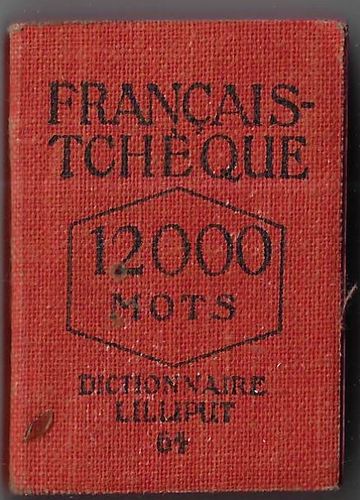 FRANÇAIS-
TCHÈQUE
12000
MOTS
DICTIONNAIRE
LILLIPUT
64